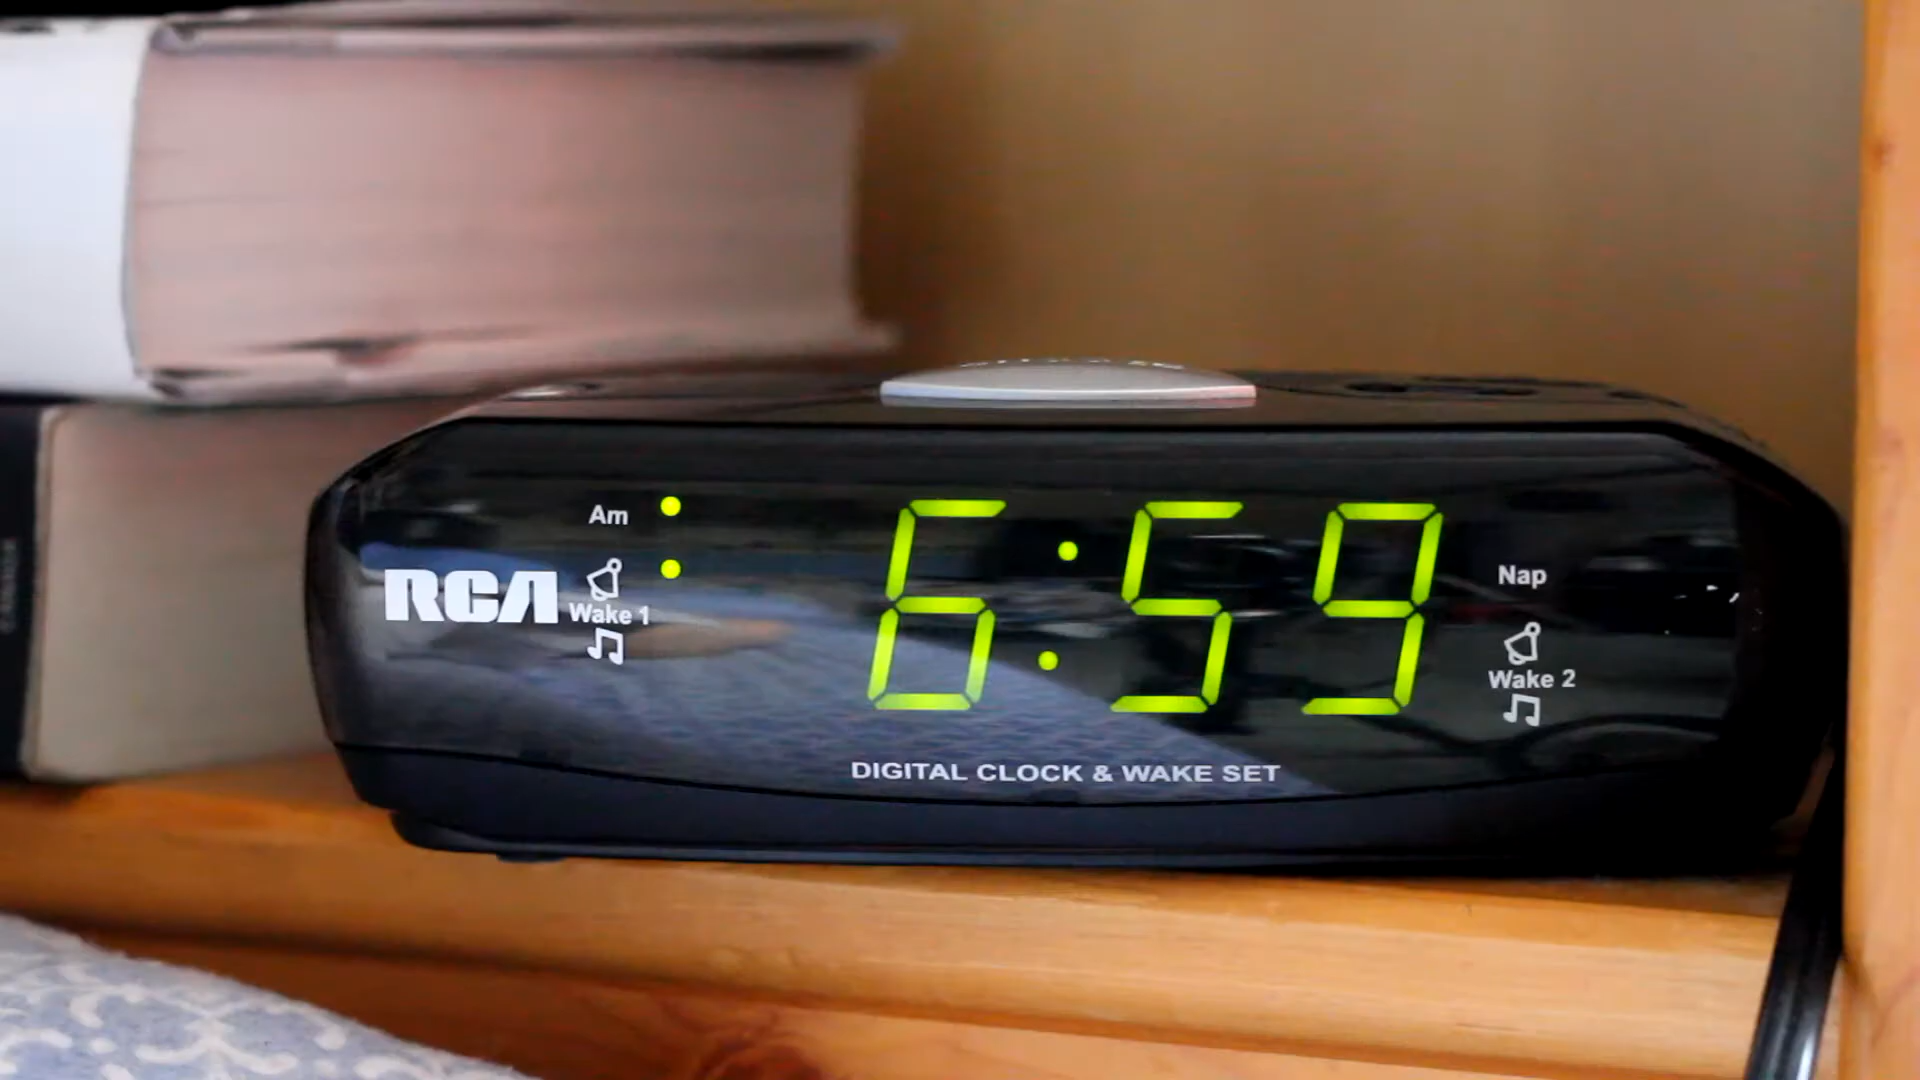 Am
RCA
Wake 1
6:59
Nap
Wake 2
DIGITAL CLOCK & WAKE SET